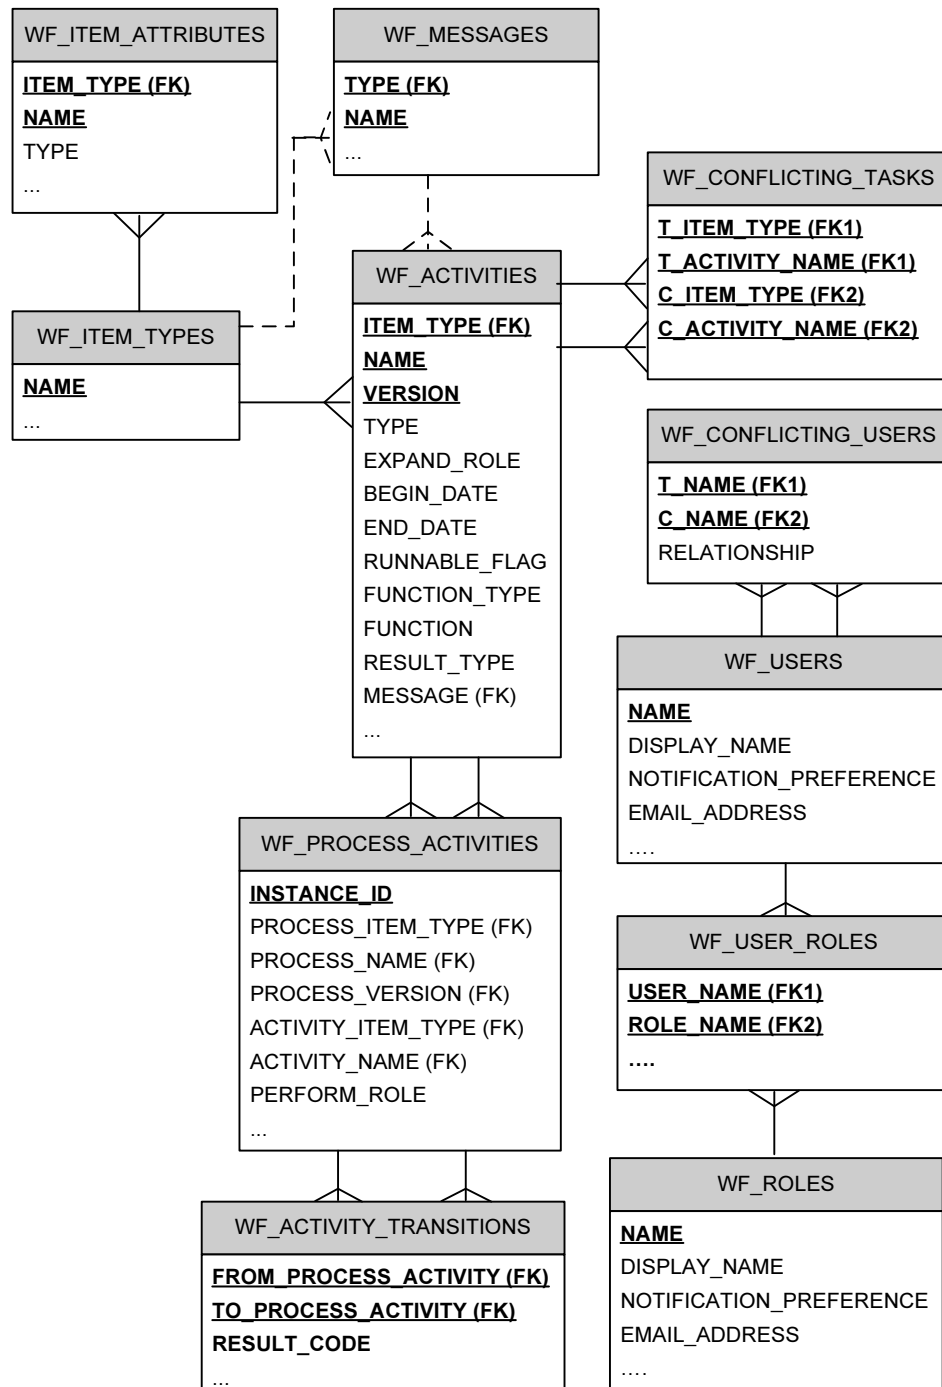 WF_ITEM_ATTRIBUTES
ITEM_TYPE (FK)
NAME
TYPE
...
WF_MESSAGES
TYPE (FK)
NAME
...
WF_CONFLICTING_TASKS
T_ITEM_TYPE (FK1)
T_ACTIVITY_NAME (FK1)
C_ITEM_TYPE (FK2)
C_ACTIVITY_NAME (FK2)
WF_ITEM_TYPES
NAME
...
WF_ACTIVITIES
ITEM_TYPE (FK)
NAME
VERSION
TYPE
EXPAND_ROLE
BEGIN_DATE
END_DATE
RUNNABLE_FLAG
FUNCTION_TYPE
FUNCTION
RESULT_TYPE
MESSAGE (FK)
...
WF_CONFLICTING_USERS
T_NAME (FK1)
C_NAME (FK2)
RELATIONSHIP
WF_USERS
NAME
DISPLAY_NAME
NOTIFICATION_PREFERENCE
EMAIL_ADDRESS
....
WF_PROCESS_ACTIVITIES
INSTANCE_ID
PROCESS_ITEM_TYPE (FK)
PROCESS_NAME (FK)
PROCESS_VERSION (FK)
ACTIVITY_ITEM_TYPE (FK)
ACTIVITY_NAME (FK)
PERFORM_ROLE
...
WF_USER_ROLES
USER_NAME (FK1)
ROLE_NAME (FK2)
....
WF_ACTIVITY_TRANSITIONS
FROM_PROCESS_ACTIVITY (FK)
TO_PROCESS_ACTIVITY (FK)
RESULT_CODE
...
WF_ROLES
NAME
DISPLAY_NAME
NOTIFICATION_PREFERENCE
EMAIL_ADDRESS
....